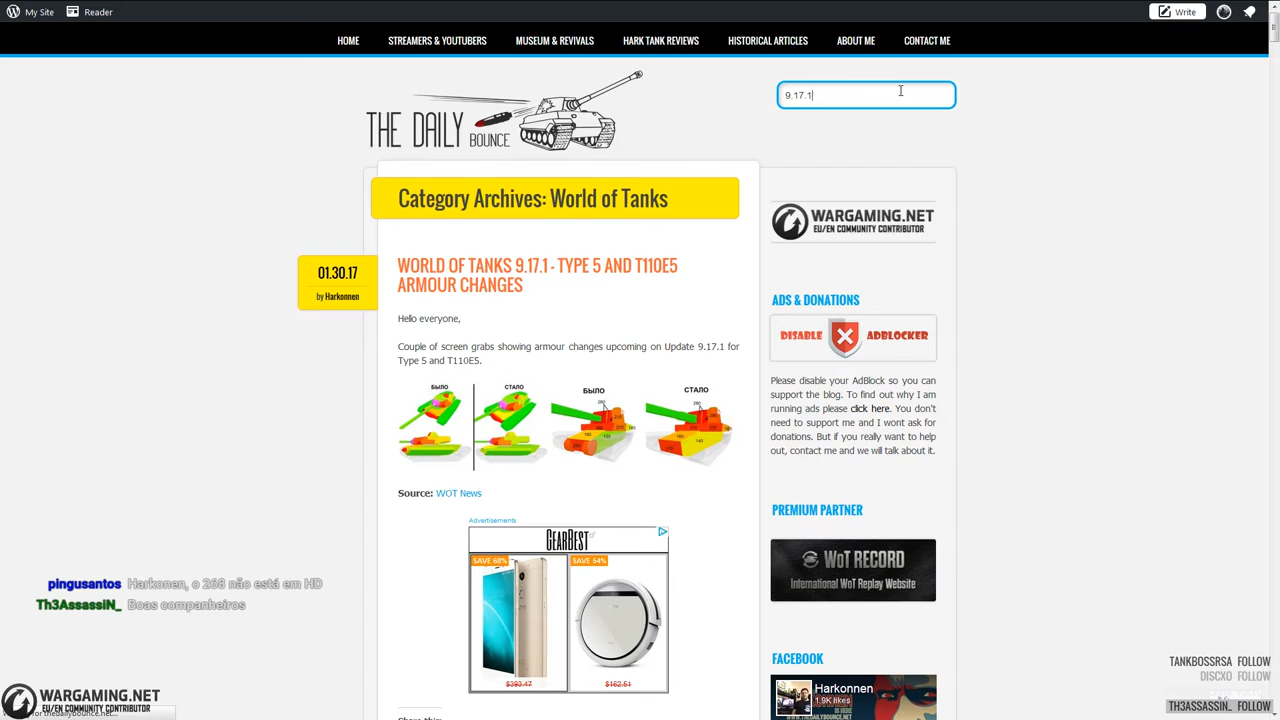 My Site
Reader
Write
HOME
STREAMERS & YOUTUBERS
MUSEUM & REVIVALS
HARK TANK REVIEWS
HISTORICAL ARTICLES
ABOUT ME
CONTACT ME
THE DAILY BOUNCE
9.17.1
Category Archives: World of Tanks
01.30.17
by Harkonnen
WORLD OF TANKS 9.17.1 - TYPE 5 AND T110E5
ARMOUR CHANGES
Hello everyone,
Couple of screen grabs showing armour changes upcoming on Update 9.17.1 for
Type 5 and T110E5.
БЫЛО
СТАЛО
БЫЛО
СТАЛО
Source: WOT News
Advertisements
GEARBEST
SAVE 68%
SAVE 54%
$393.47
$162.51
WARGAMING.NET
EU/EN COMMUNITY CONTRIBUTOR
ADS & DONATIONS
DISABLE ADBLOCKER
Please disable your AdBlock so you can
support the blog. To find out why I am
running ads please click here. You don't
need to support me and I wont ask for
donations. But if you really want to help
out, contact me and we will talk about it.
PREMIUM PARTNER
WoT RECORD
International WoT Replay Website
FACEBOOK
Harkonnen
1.9K likes
pingusantos Harkonen, o 268 não está em HD
Th3AssassiN_ Boas companheiros
WARGAMING.NET
COMMUNITY CONTRIBUTOR
for thedailybounce.net...
TANKBOSSRSA FOLLOW
DISCXO FOLLOW
TH3ASSASSIN_ FOLLOW